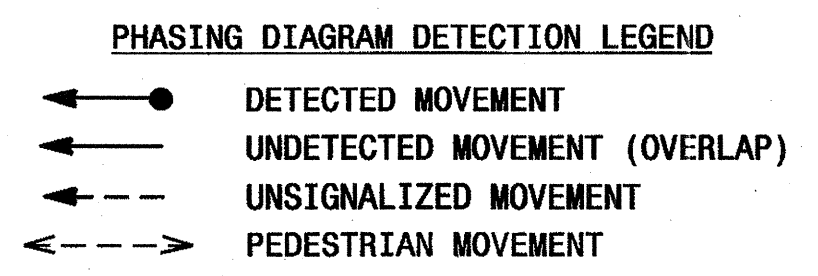 PHASING DIAGRAM DETECTION LEGEND
DETECTED MOVEMENT
UNDETECTED MOVEMENT (OVERLAP)
UNSIGNALIZED MOVEMENT
PEDESTRIAN MOVEMENT